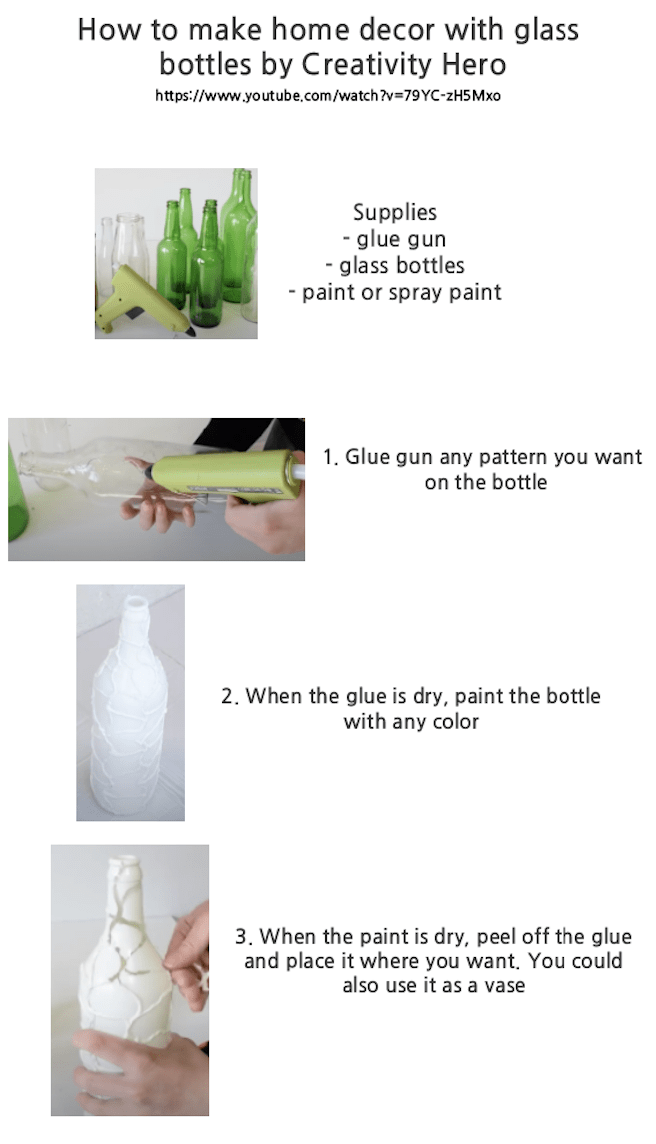 How to make home decor with glass
bottles by Creativity Hero
https://www.youtube.com/watch?v=79YC-zH5Mxo
Supplies
- glue gun
- glass bottles
- paint or spray paint
1. Glue gun any pattern you want
on the bottle
2. When the glue is dry, paint the bottle
with any color
3. When the paint is dry, peel off the glue
and place it where you want. You could
also use it as a vase